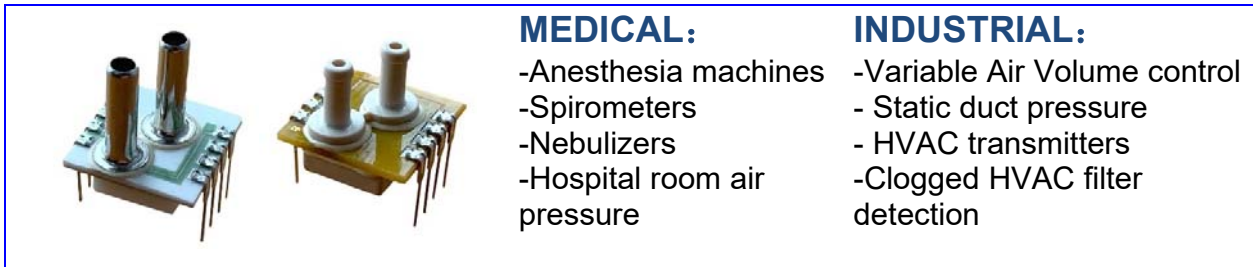 MEDICAL：
-Anesthesia machines
-Spirometers
-Nebulizers
-Hospital room air
pressure
INDUSTRIAL：
-Variable Air Volume control
- Static duct pressure
- HVAC transmitters
-Clogged HVAC filter
detection